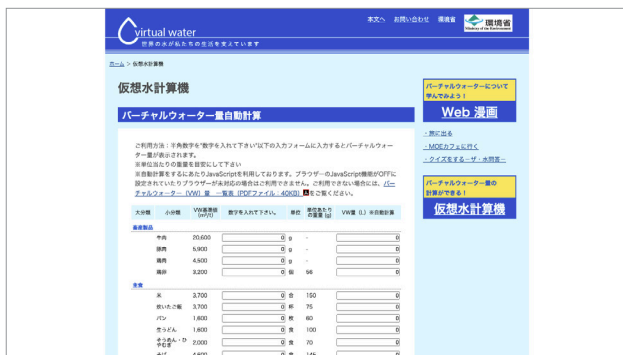 virtual water
世界の水が私たちの生活を支えています
本文へ お問い合わせ 環境省
環境省
Ministry of the Environment
ホーム > 仮想水計算機
仮想水計算機
バーチャルウォーター量自動計算
ご利用方法：半角数字を"数字を入れて下さい"以下の入力フォームに入力するとバーチャルウォー
ター量が表示されます。
※単位当たりの重量を目安にして下さい
※自動計算をするにあたりJavaScriptを利用しております。ブラウザーのJavaScript機能がOFFに
設定されていたりブラウザーが未対応の場合はご利用できません。ご利用できない場合には、バー
チャルウォーター（VW）量 一覧表（PDFファイル：40KB）をご覧ください。
大分類 小分類 VW基準値 (m³/t) 数字を入れて下さい。 単位 単位あたりの重量 (g) VW量（L）※自動計算
畜産製品
牛肉 20,600 0 g - 0
豚肉 5,900 0 g - 0
鶏肉 4,500 0 g - 0
鶏卵 3,200 0 個 56 0
主食
米 3,700 0 合 150 0
炊いたご飯 3,700 0 杯 75 0
パン 1,600 0 枚 60 0
生うどん 1,600 0 食 100 0
そうめん・ひやむぎ 2,000 0 食 70 0
そば 4,600 0 食 145 0
バーチャルウォーターについて
学んでみよう！
Web 漫画
・旅に出る
・MOEカフェに行く
・クイズをする－ザ・水問答－
バーチャルウォーター量の
計算ができる！
仮想水計算機